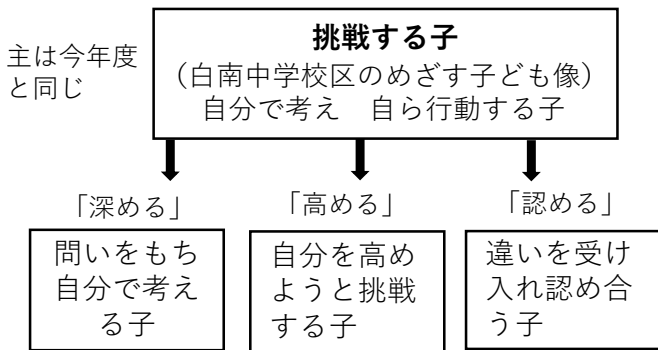 主は今年度
と同じ
挑戦する子
（白南中学校区のめざす子ども像）
自分で考え　自ら行動する子
「深める」
「高める」
「認める」
問いをもち
自分で考え
る子
自分を高め
ようと挑戦
する子
違いを受け
入れ認め合
う子